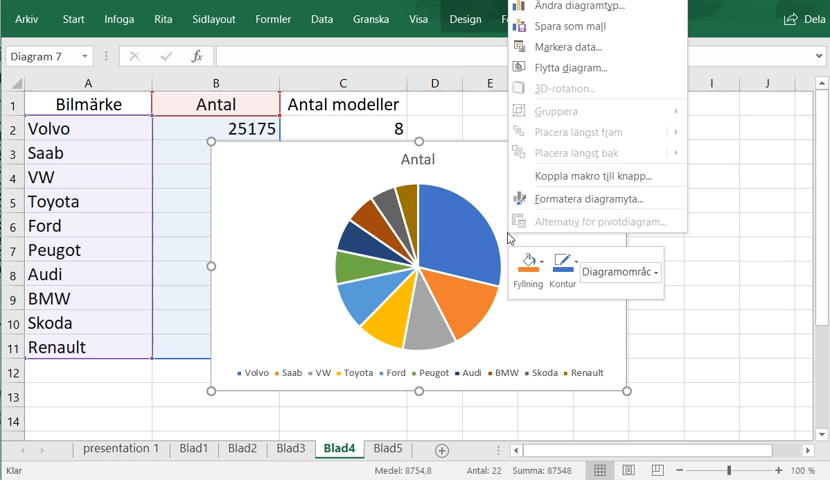 Arkiv Start Infoga Rita Sidlayout Formler Data Granska Visa Design Dela
Ändra diagramtyp...
Spara som mall
Markera data...
Flytta diagram...
3D-rotation...
Gruppera
Placera längst fram
Placera längst bak
Koppla makro till knapp...
Formatera diagramyta...
Alternativ för pivotdiagram...
Diagram 7 fx
A B C D E I J
1 Bilmärke Antal Antal modeller
2 Volvo 25175 8
3 Saab
4 VW
5 Toyota
6 Ford
7 Peugot
8 Audi
9 BMW
10 Skoda
11 Renault
12
13
14
Antal
Volvo Saab VW Toyota Ford Peugot Audi BMW Skoda Renault
Fyllning Kontur Diagramområc
presentation 1 Blad1 Blad2 Blad3 Blad4 Blad5
Klar Medel: 8754,8 Antal: 22 Summa: 87548 100 %